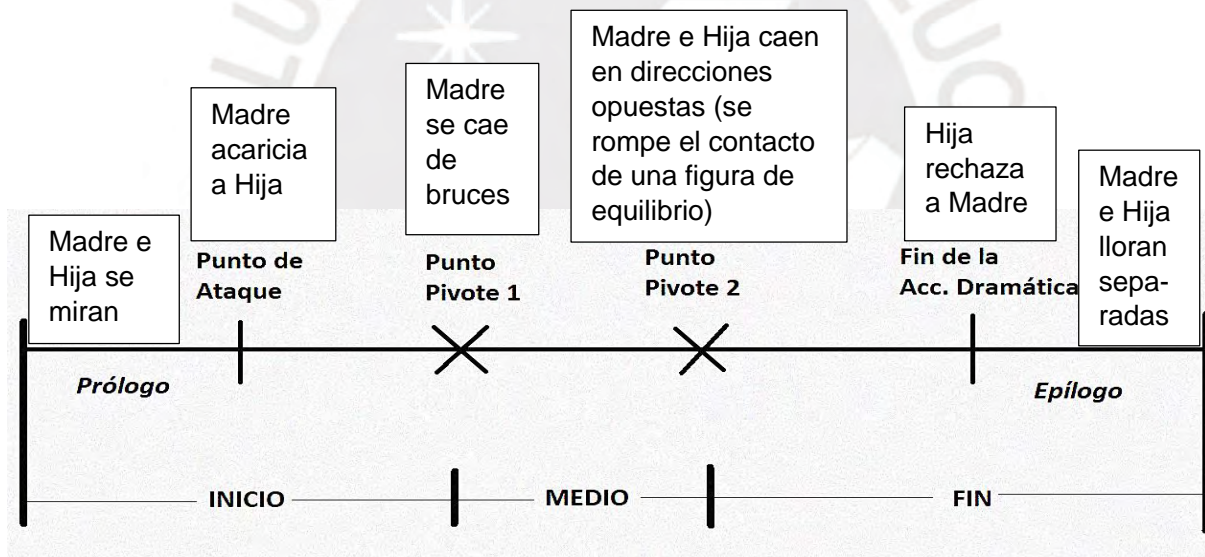 Madre e
Hija se
miran
Madre
acaricia
a Hija
Punto de
Ataque
Madre
se cae
de
bruces
Punto
Pivote 1
Madre e Hija caen
en direcciones
opuestas (se
rompe el contacto
de una figura de
equilibrio)
Punto
Pivote 2
Hija
rechaza
a Madre
Fin de la
Acc. Dramática
Madre
e Hija
lloran
sepa-
radas
Prólogo
Epílogo
INICIO
MEDIO
FIN